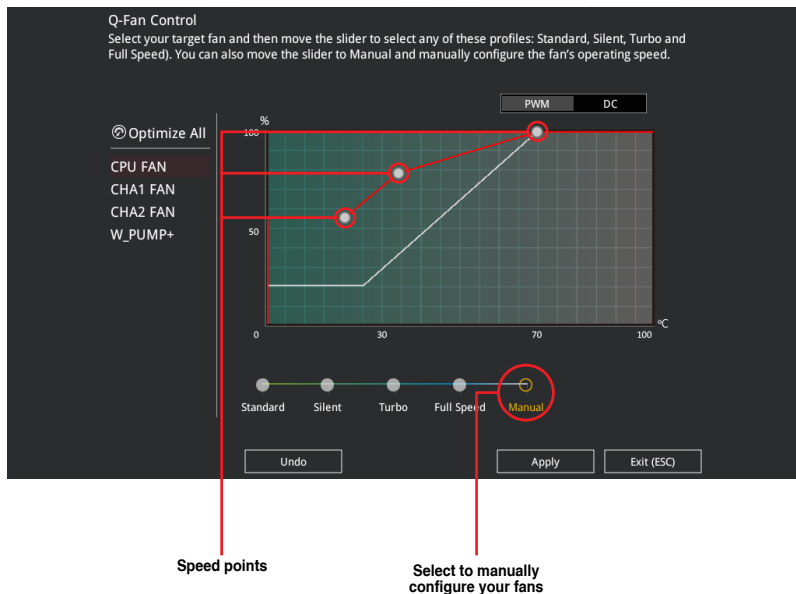 Q-Fan Control
Select your target fan and then move the slider to select any of these profiles: Standard, Silent, Turbo and
Full Speed). You can also move the slider to Manual and manually configure the fan's operating speed.
PWM DC
%
Optimize All
100
CPU FAN
CHA1 FAN
CHA2 FAN
50
W_PUMP+
ºC
0 30 70 100
Standard Silent Turbo Full Speed Manual
Undo Apply Exit (ESC)
Speed points
Select to manually
configure your fans